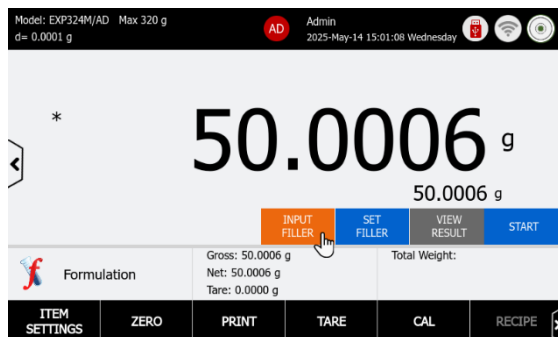 Model: EXP324M/AD Max 320 g
d= 0.0001 g
AD
Admin
2025-May-14 15:01:08 Wednesday
*
50.0006 g
50.0006 g
INPUT
FILLER
SET
FILLER
VIEW
RESULT
START
Formulation
Gross: 50.0006 g
Net: 50.0006 g
Tare: 0.0000 g
Total Weight:
ITEM
SETTINGS
ZERO
PRINT
TARE
CAL
RECIPE